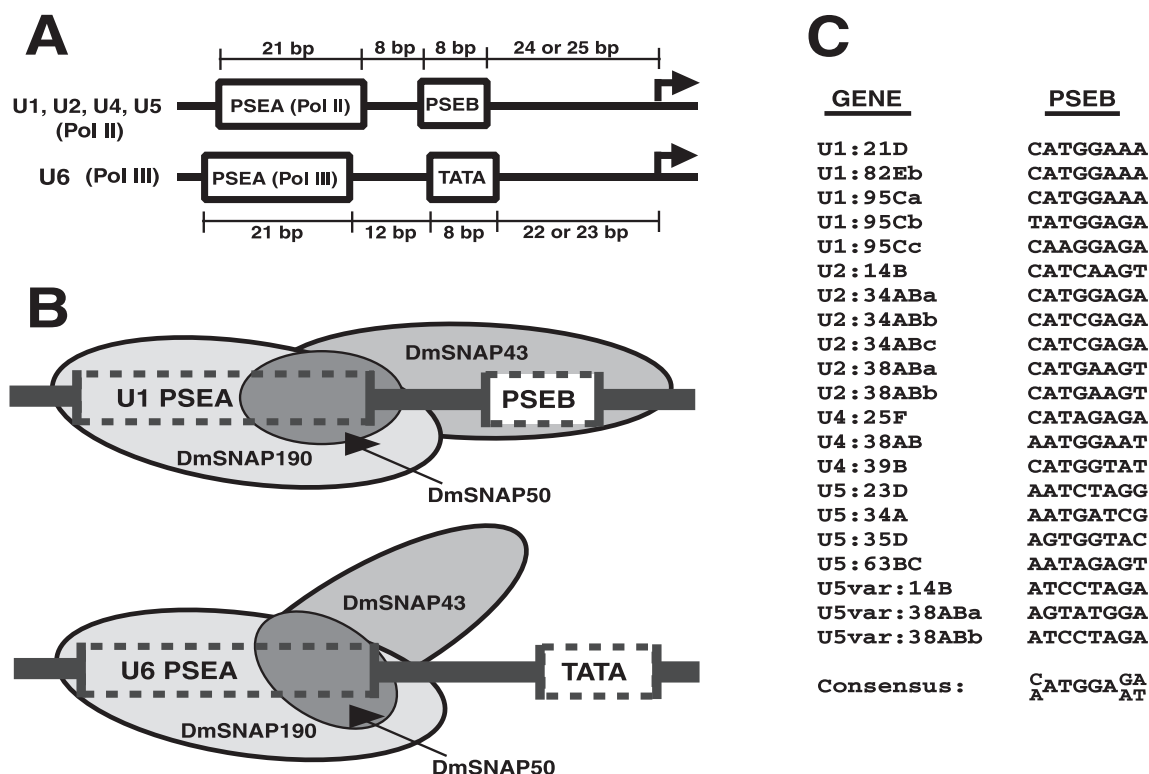 A
21 bp 8 bp 8 bp 24 or 25 bp
U1, U2, U4, U5
(Pol II)
PSEA (Pol II)
PSEB
U6 (Pol III)
PSEA (Pol III)
TATA
21 bp 12 bp 8 bp 22 or 23 bp
B
DmSNAP43
U1 PSEA
PSEB
DmSNAP190
DmSNAP50
DmSNAP43
U6 PSEA
TATA
DmSNAP190
DmSNAP50
C
GENE PSEB
U1:21D CATGGAAA
U1:82Eb CATGGAAA
U1:95Ca CATGGAAA
U1:95Cb TATGGAGA
U1:95Cc CAAGGAGA
U2:14B CATCAAGT
U2:34ABa CATGGAGA
U2:34ABb CATCGAGA
U2:34ABc CATCGAGA
U2:38ABa CATGAAGT
U2:38ABb CATGAAGT
U4:25F CATAGAGA
U4:38AB AATGGAAT
U4:39B CATGGTAT
U5:23D AATCTAGG
U5:34A AATGATCG
U5:35D AGTGGTAC
U5:63BC AATAGAGT
U5var:14B ATCCTAGA
U5var:38ABa AGTATGGA
U5var:38ABb ATCCTAGA
Consensus: C ATGGA GA
A AT